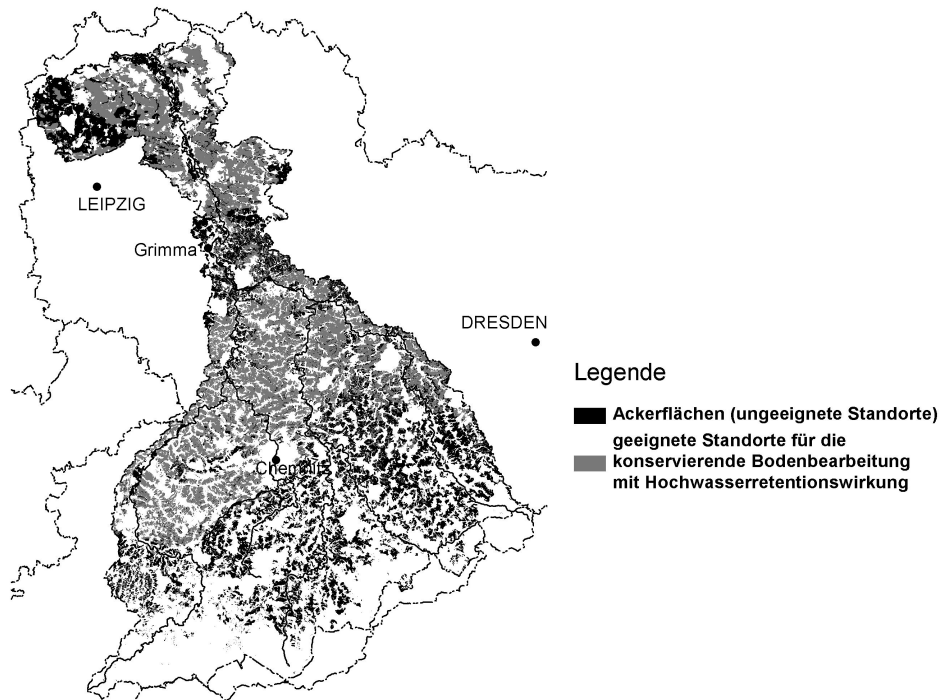 LEIPZIG
Grimma
DRESDEN
Legende
Ackerflächen (ungeeignete Standorte)
geeignete Standorte für die
konservierende Bodenbearbeitung
mit Hochwasserretentionswirkung
Chemnitz